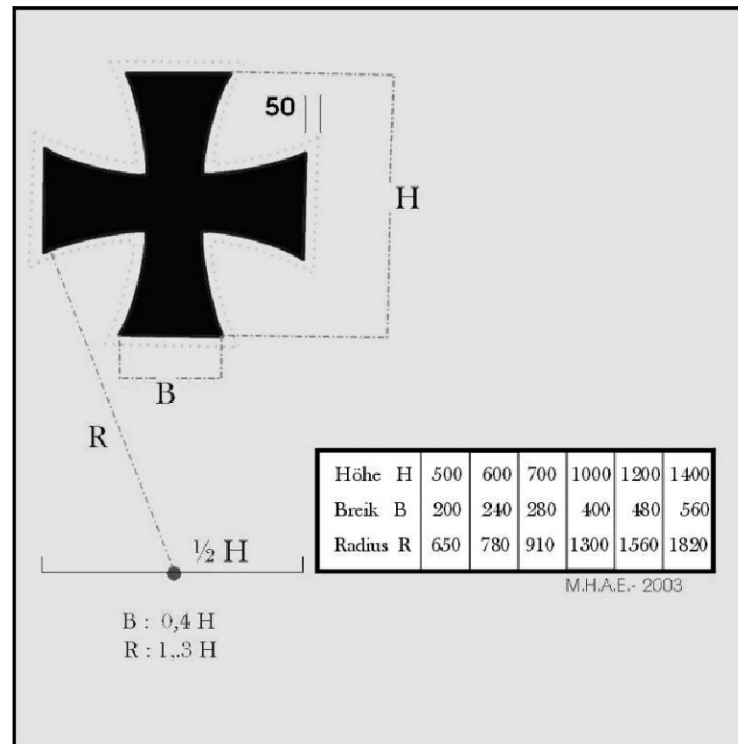 50
H
B
R
½ H
Höhe H 500 600 700 1000 1200 1400
Breik B 200 240 280 400 480 560
Radius R 650 780 910 1300 1560 1820
M.H.A.E.- 2003
B : 0,4 H
R : 1,.3 H